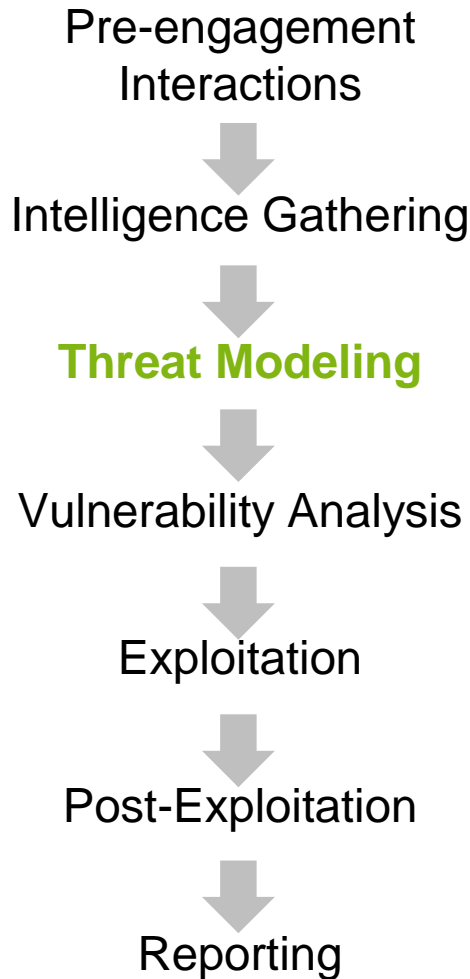 Pre-engagement
Interactions
Intelligence Gathering
Threat Modeling
Vulnerability Analysis
Exploitation
Post-Exploitation
Reporting